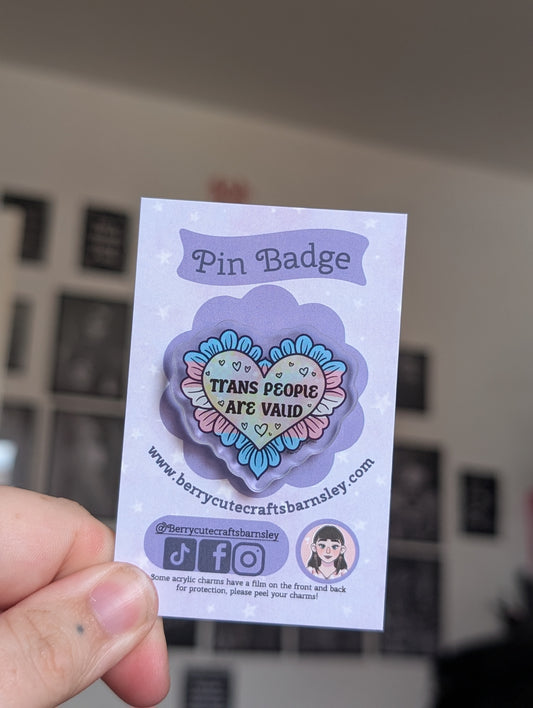 Pin Badge
TRANS PEOPLE
ARE VALID
www.berrycutecraftsbarnsley.com
@Berrycutecraftsbarnsley
Some acrylic charms have a film on the front and back
for protection, please peel your charms!